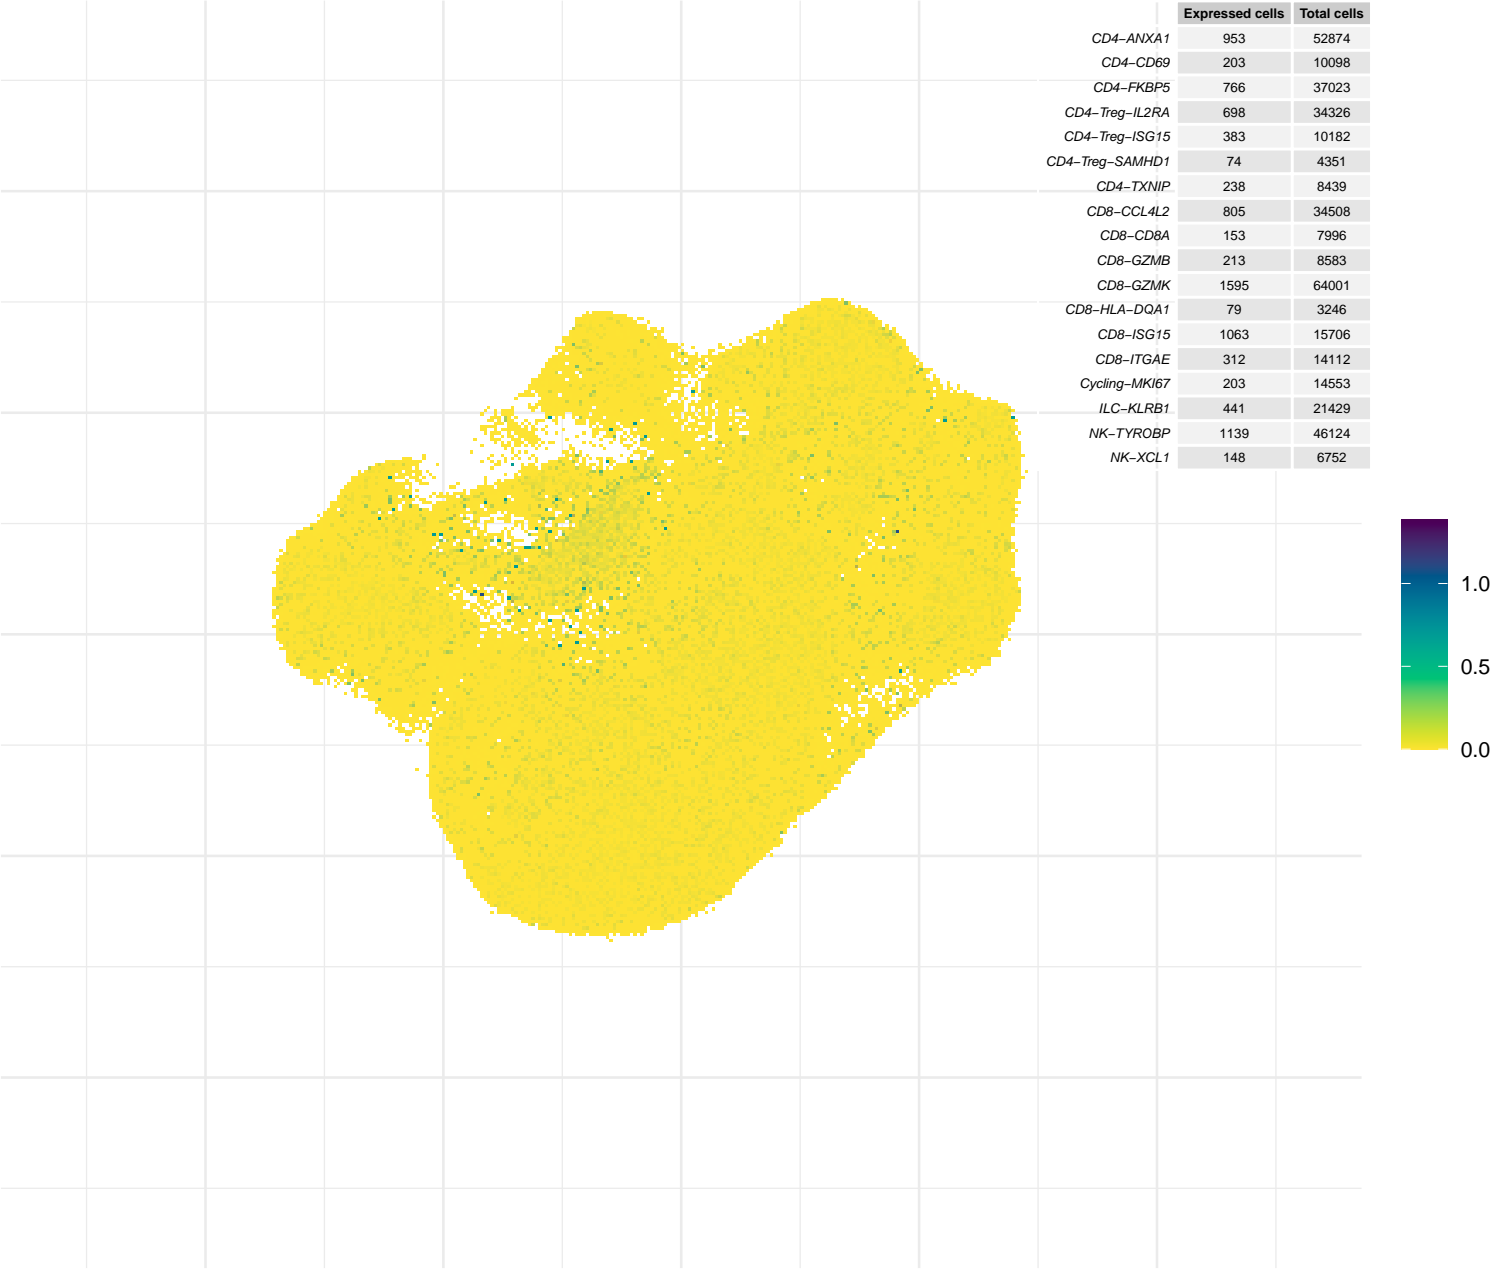 Expressed cells Total cells
CD4−ANXA1 953 52874
CD4−CD69 203 10098
CD4−FKBP5 766 37023
CD4−Treg−IL2RA 698 34326
CD4−Treg−ISG15 383 10182
CD4−Treg−SAMHD1 74 4351
CD4−TXNIP 238 8439
CD8−CCL4L2 805 34508
CD8−CD8A 153 7996
CD8−GZMB 213 8583
CD8−GZMK 1595 64001
CD8−HLA−DQA1 79 3246
CD8−ISG15 1063 15706
CD8−ITGAE 312 14112
Cycling−MKI67 203 14553
ILC−KLRB1 441 21429
NK−TYROBP 1139 46124
NK−XCL1 148 6752
1.0
0.5
0.0